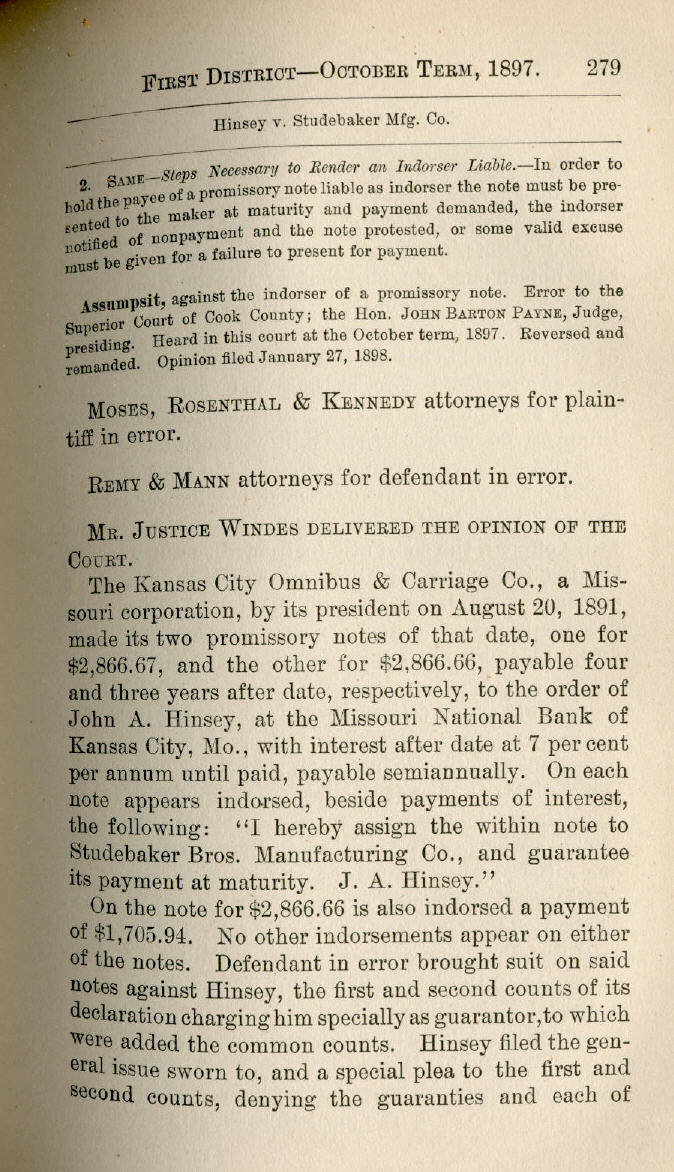 FIRST DISTRICT—OCTOBER TERM, 1897. 279
Hinsey v. Studebaker Mfg. Co.
2. SAME—Steps Necessary to Render an Indorser Liable.—In order to
hold the payee of a promissory note liable as indorser the note must be pre-
sented to the maker at maturity and payment demanded, the indorser
notified of nonpayment and the note protested, or some valid excuse
must be given for a failure to present for payment.
Assumpsit, against the indorser of a promissory note. Error to the
Superior Court of Cook County; the Hon. JOHN BARTON PAYNE, Judge,
presiding. Heard in this court at the October term, 1897. Reversed and
remanded. Opinion filed January 27, 1898.
MOSES, ROSENTHAL & KENNEDY attorneys for plain-
tiff in error.
REMY & MANN attorneys for defendant in error.
MR. JUSTICE WINDES DELIVERED THE OPINION OF THE
COURT.
The Kansas City Omnibus & Carriage Co., a Mis-
souri corporation, by its president on August 20, 1891,
made its two promissory notes of that date, one for
$2,866.67, and the other for $2,866.66, payable four
and three years after date, respectively, to the order of
John A. Hinsey, at the Missouri National Bank of
Kansas City, Mo., with interest after date at 7 per cent
per annum until paid, payable semiannually. On each
note appears indorsed, beside payments of interest,
the following: "I hereby assign the within note to
Studebaker Bros. Manufacturing Co., and guarantee
its payment at maturity. J. A. Hinsey."
On the note for $2,866.66 is also indorsed a payment
of $1,705.94. No other indorsements appear on either
of the notes. Defendant in error brought suit on said
notes against Hinsey, the first and second counts of its
declaration charging him specially as guarantor, to which
were added the common counts. Hinsey filed the gen-
eral issue sworn to, and a special plea to the first and
second counts, denying the guaranties and each of